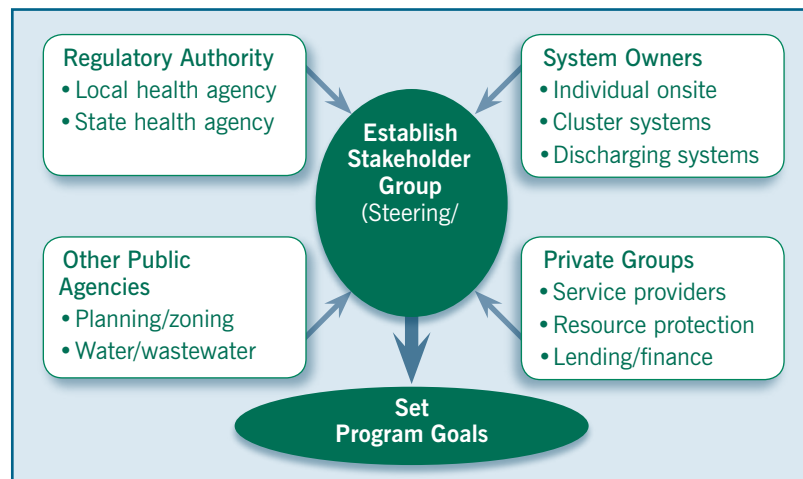 Regulatory Authority
• Local health agency
• State health agency
System Owners
• Individual onsite
• Cluster systems
• Discharging systems
Establish
Stakeholder
Group
(Steering/
Other Public
Agencies
• Planning/zoning
• Water/wastewater
Private Groups
• Service providers
• Resource protection
• Lending/finance
Set
Program Goals